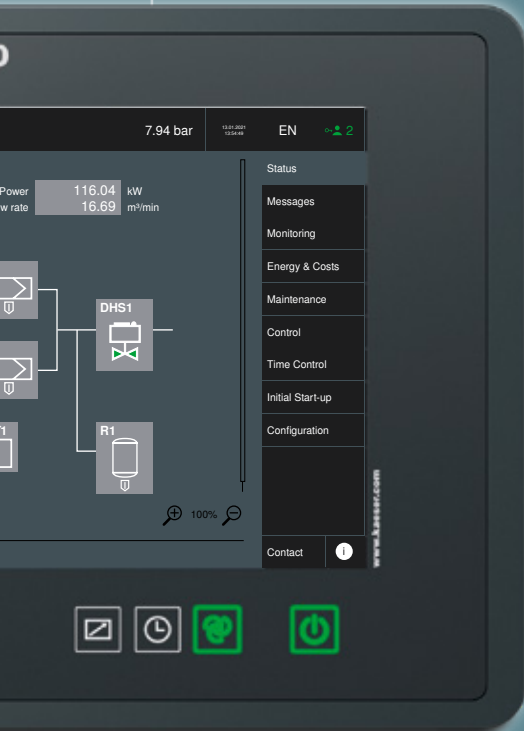 7.94 bar
13.01.2021
13:54:49
EN
2
Status
Power 116.04 kW
16.69 m³/min
Messages
Monitoring
Energy & Costs
Maintenance
DHS1
Control
Time Control
Initial Start-up
R1
Configuration
100%
Contact
i
www.kaeser.com